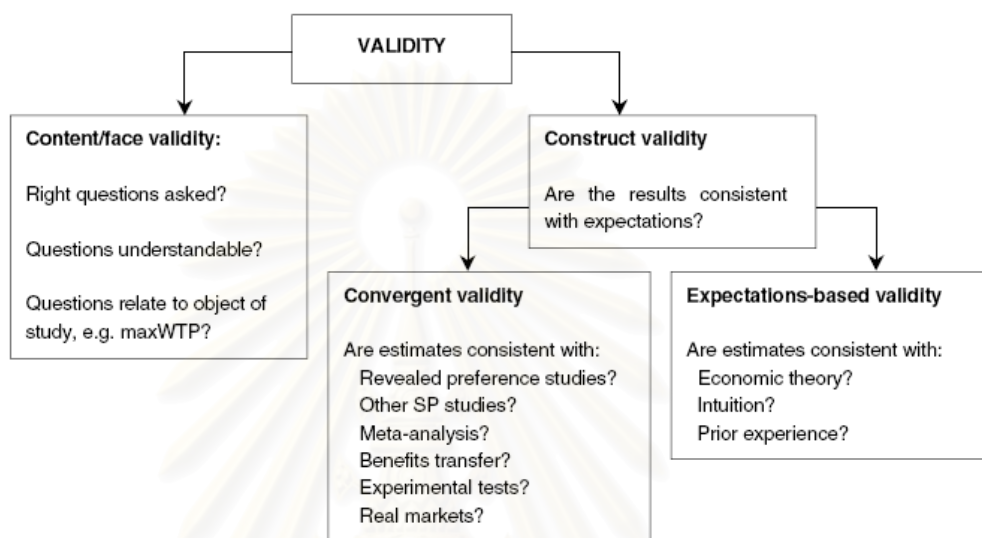 VALIDITY
Content/face validity:
Right questions asked?
Questions understandable?
Questions relate to object of
study, e.g. maxWTP?
Construct validity
Are the results consistent
with expectations?
Convergent validity
Are estimates consistent with:
Revealed preference studies?
Other SP studies?
Meta-analysis?
Benefits transfer?
Experimental tests?
Real markets?
Expectations-based validity
Are estimates consistent with:
Economic theory?
Intuition?
Prior experience?